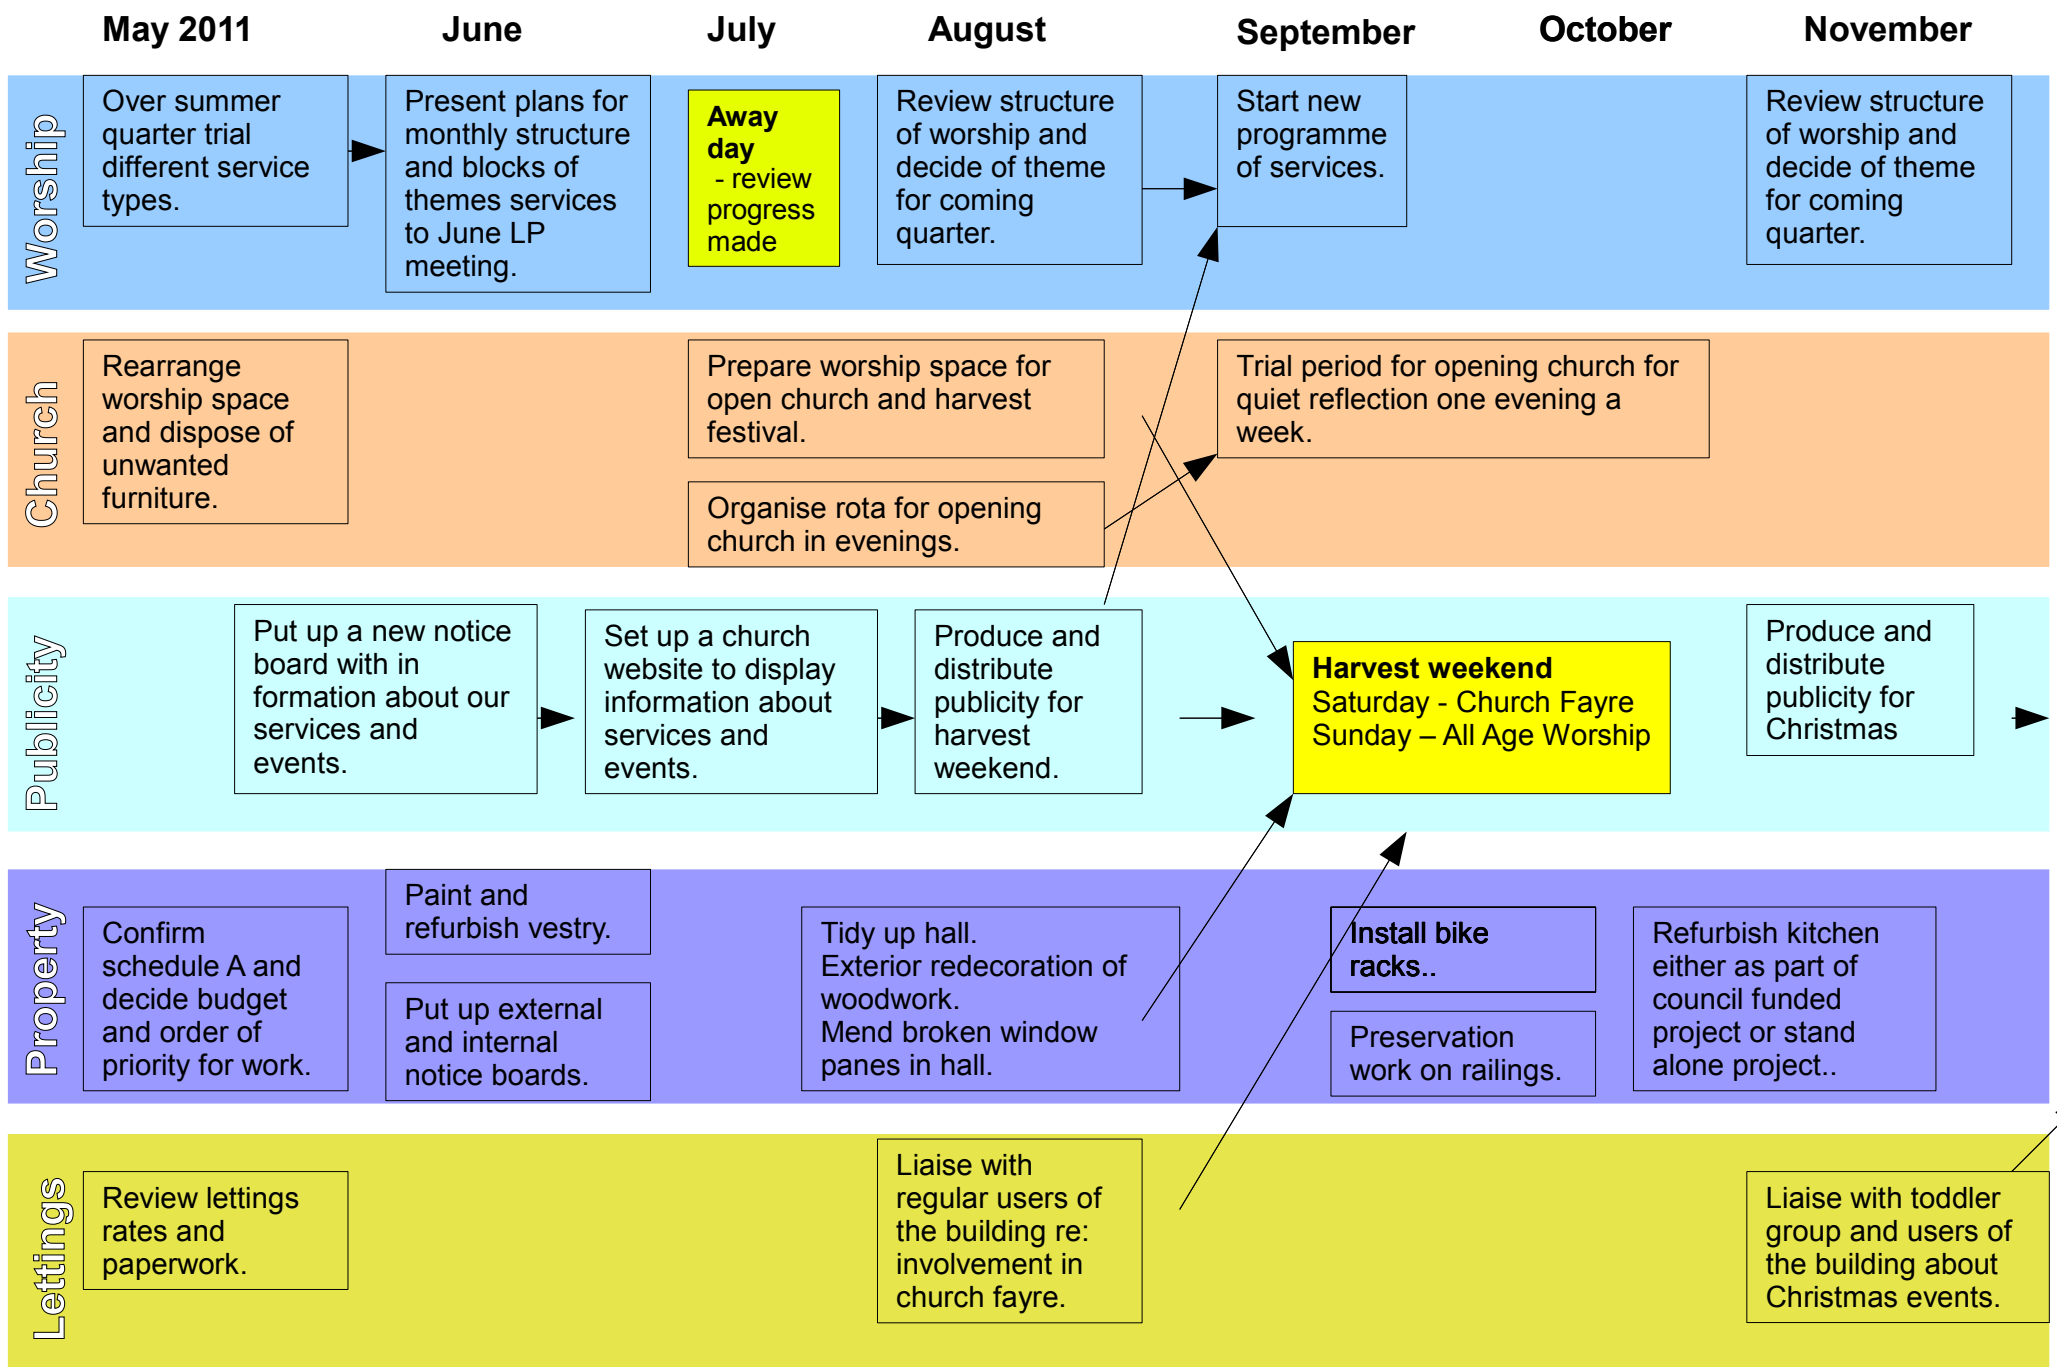 May 2011 June July August September October November
Worship
Over summer
quarter trial
different service
types.
Present plans for
monthly structure
and blocks of
themes services
to June LP
meeting.
Away
day
- review
progress
made
Review structure
of worship and
decide of theme
for coming
quarter.
Start new
programme
of services.
Review structure
of worship and
decide of theme
for coming
quarter.
Church
Rearrange
worship space
and dispose of
unwanted
furniture.
Prepare worship space for
open church and harvest
festival.
Organise rota for opening
church in evenings.
Trial period for opening church for
quiet reflection one evening a
week.
Publicity
Put up a new notice
board with in
formation about our
services and
events.
Set up a church
website to display
information about
services and
events.
Produce and
distribute
publicity for
harvest
weekend.
Harvest weekend
Saturday - Church Fayre
Sunday – All Age Worship
Produce and
distribute
publicity for
Christmas
Property
Confirm
schedule A and
decide budget
and order of
priority for work.
Paint and
refurbish vestry.
Put up external
and internal
notice boards.
Tidy up hall.
Exterior redecoration of
woodwork.
Mend broken window
panes in hall.
Install bike
racks..
Preservation
work on railings.
Refurbish kitchen
either as part of
council funded
project or stand
alone project..
Lettings
Review lettings
rates and
paperwork.
Liaise with
regular users of
the building re:
involvement in
church fayre.
Liaise with toddler
group and users of
the building about
Christmas events.